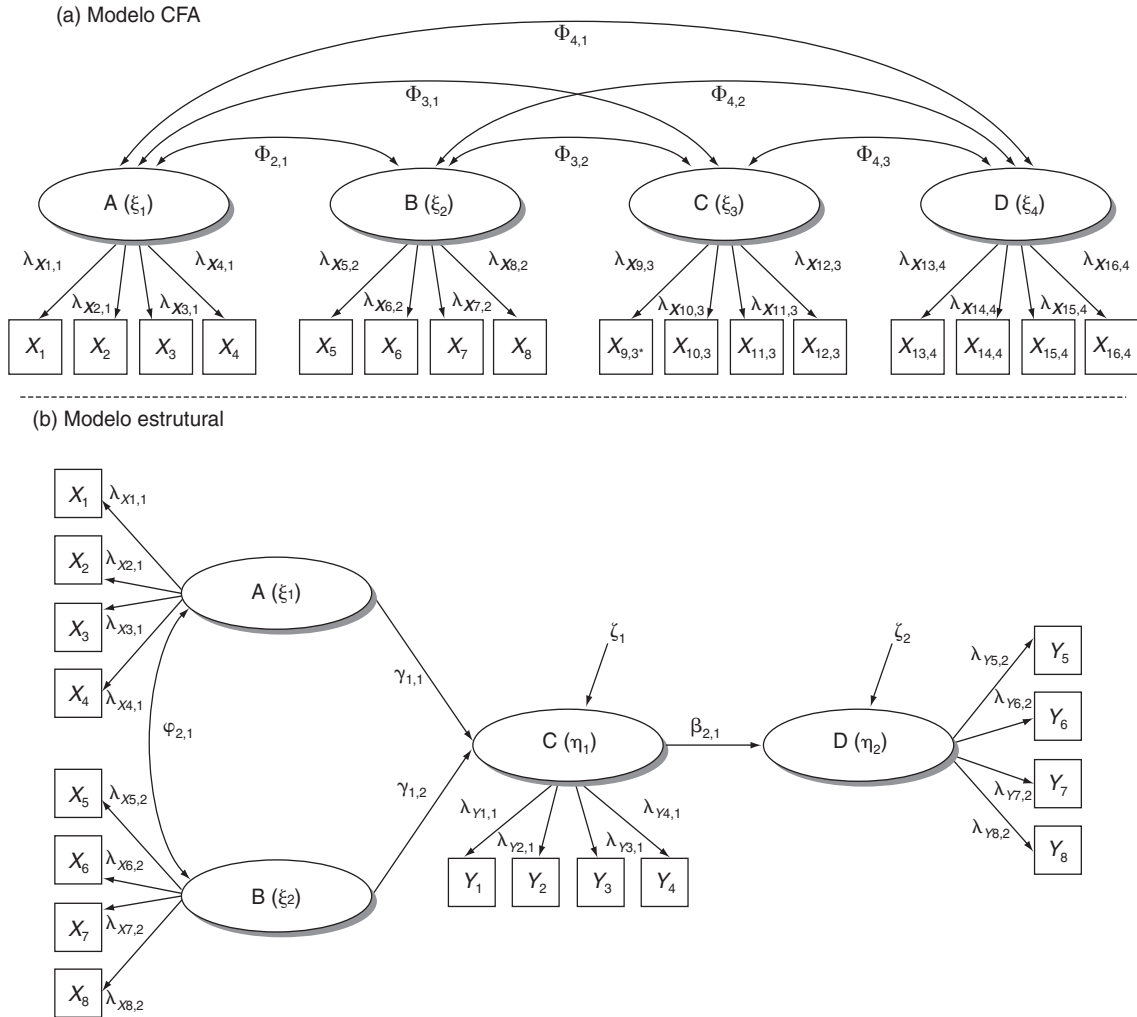 (a) Modelo CFA
Φ4,1
Φ3,1
Φ4,2
Φ2,1
Φ3,2
Φ4,3
A (ξ1)
B (ξ2)
C (ξ3)
D (ξ4)
λX1,1
λX4,1
λX5,2
λX8,2
λX9,3
λX12,3
λX13,4
λX16,4
λX2,1
λX3,1
λX6,2
λX7,2
λX10,3
λX11,3
λX14,4
λX15,4
X1
X2
X3
X4
X5
X6
X7
X8
X9,3*
X10,3
X11,3
X12,3
X13,4
X14,4
X15,4
X16,4
(b) Modelo estrutural
X1
λX1,1
X2
λX2,1
X3
λX3,1
X4
λX4,1
A (ξ1)
φ2,1
X5
λX5,2
X6
λX6,2
X7
λX7,2
X8
λX8,2
B (ξ2)
γ1,1
γ1,2
ζ1
C (η1)
β2,1
ζ2
D (η2)
λY1,1
λY2,1
λY3,1
λY4,1
Y1
Y2
Y3
Y4
λY5,2
λY6,2
λY7,2
λY8,2
Y5
Y6
Y7
Y8